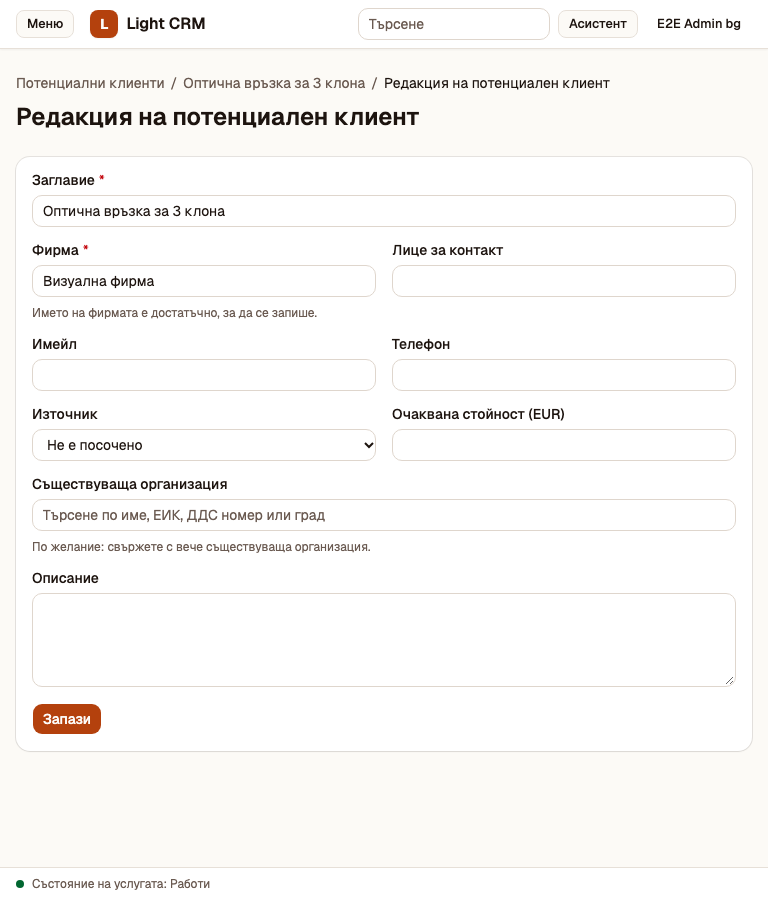 Меню
L
Light CRM
Търсене
Асистент
E2E Admin bg
Потенциални клиенти / Оптична връзка за 3 клона / Редакция на потенциален клиент
Редакция на потенциален клиент
Заглавие *
Оптична връзка за 3 клона
Фирма *
Лице за контакт
Визуална фирма
Името на фирмата е достатъчно, за да се запише.
Имейл
Телефон
Източник
Очаквана стойност (EUR)
Не е посочено
Съществуваща организация
Търсене по име, ЕИК, ДДС номер или град
По желание: свържете с вече съществуваща организация.
Описание
Запази
Състояние на услугата: Работи